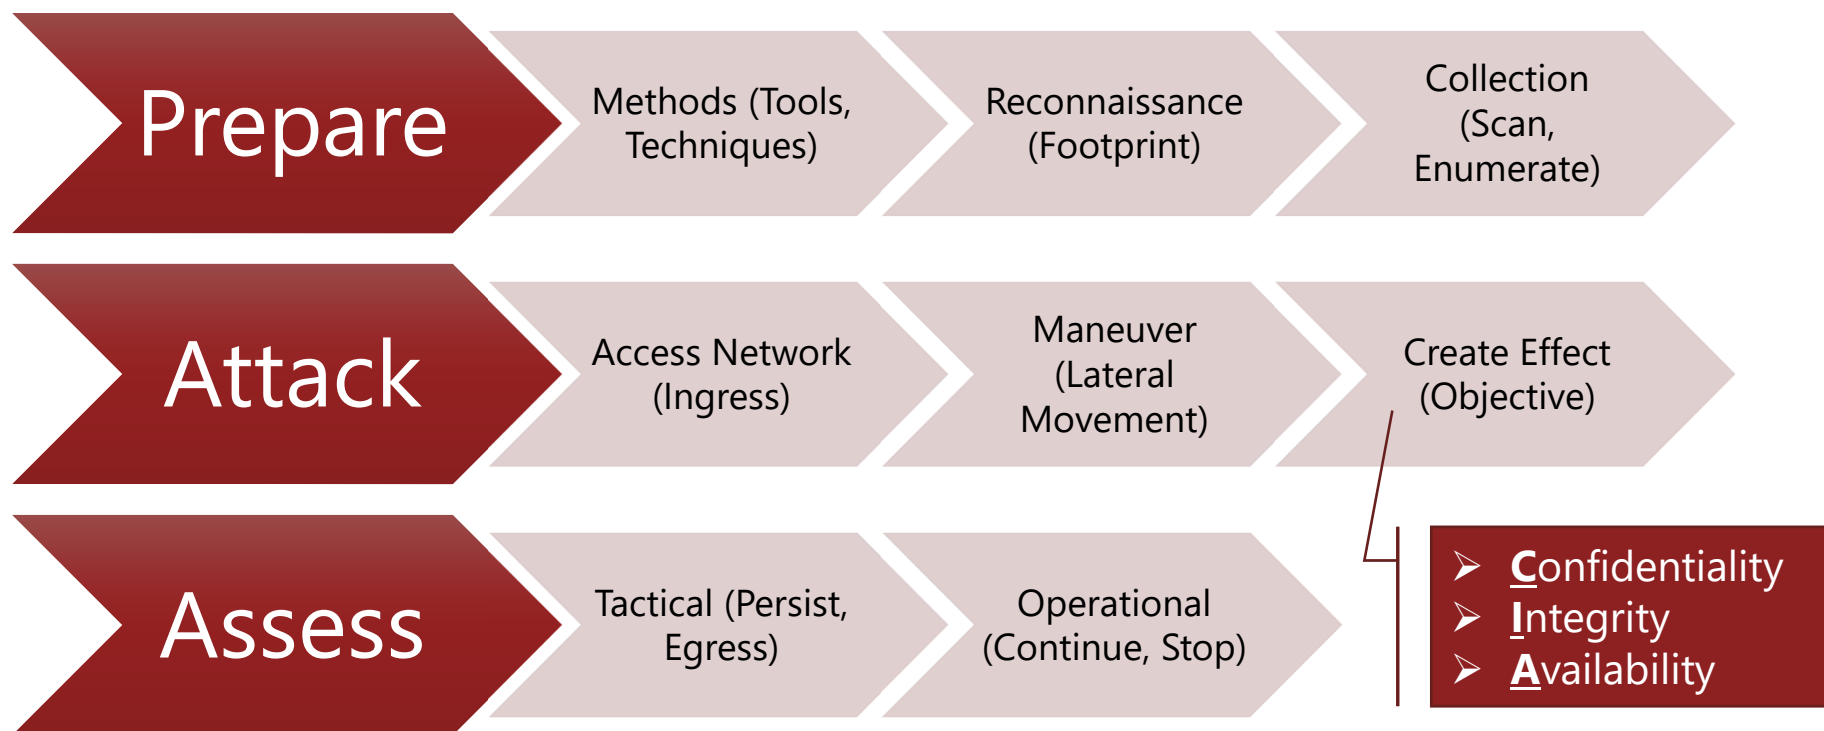 Prepare
Methods (Tools,
Techniques)
Reconnaissance
(Footprint)
Collection
(Scan,
Enumerate)
Attack
Access Network
(Ingress)
Maneuver
(Lateral
Movement)
Create Effect
(Objective)
Assess
Tactical (Persist,
Egress)
Operational
(Continue, Stop)
➢ Confidentiality
➢ Integrity
➢ Availability